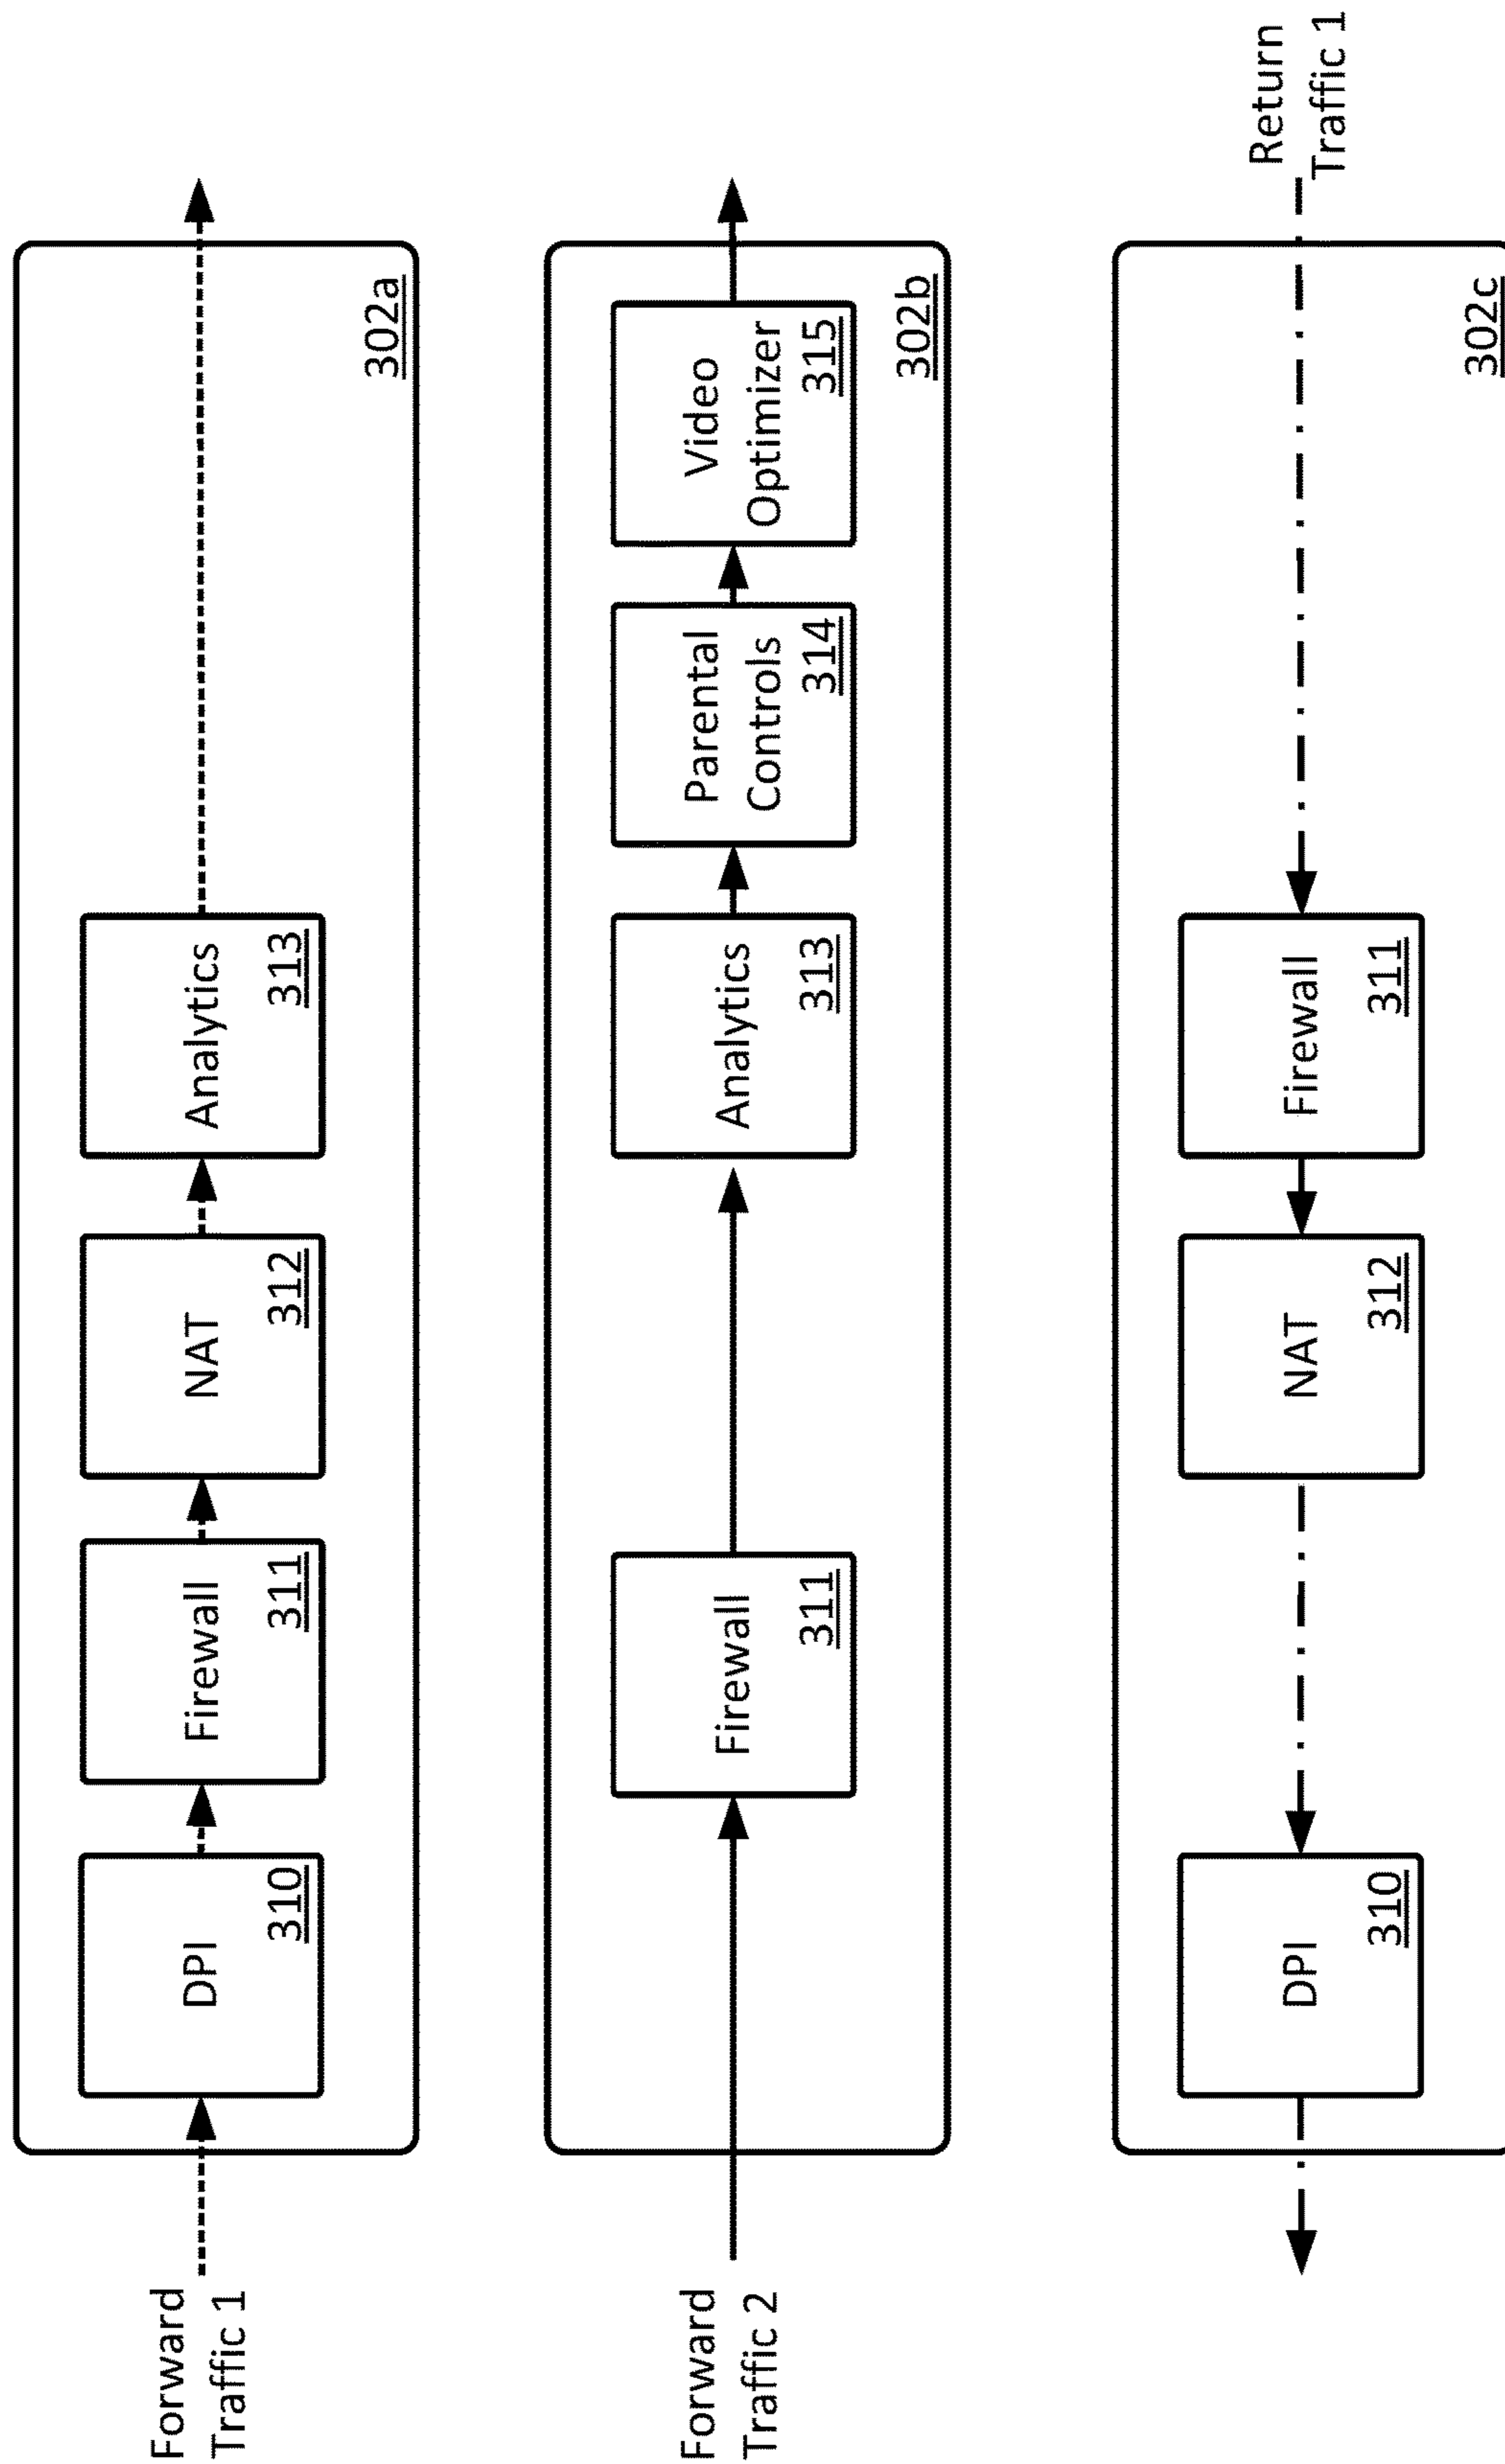 Forward
Traffic 1
DPI
310
Firewall
311
NAT
312
Analytics
313
302a
Forward
Traffic 2
Firewall
311
Analytics
313
Parental
Controls
314
Video
Optimizer
315
302b
DPI
310
NAT
312
Firewall
311
Return
Traffic 1
302c